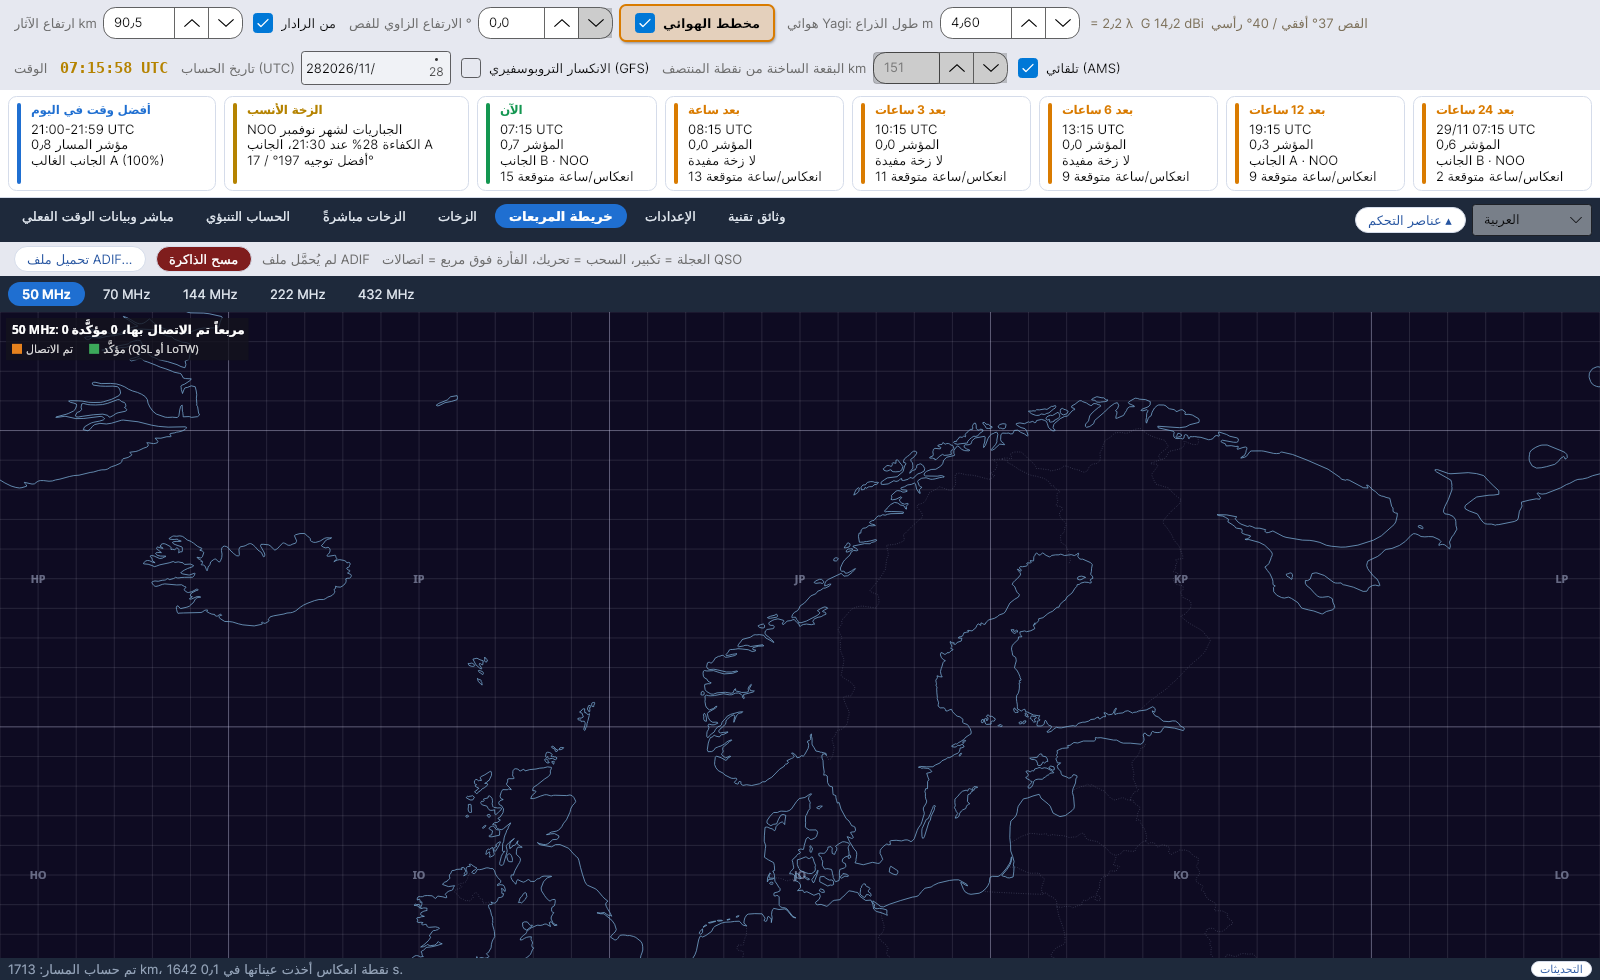 ارتفاع الآثار km 90٫5 من الرادار الارتفاع الزاوي للفص ° 0٫0 مخطط الهوائي هوائي Yagi: طول الذراع m 4٫60 = 2٫2 λ G 14٫2 dBi الفص 37° أفقي / 40° رأسي
الوقت 07:15:58 UTC تاريخ الحساب (UTC) 282026/11/ 28 الانكسار التروبوسفيري (GFS) البقعة الساخنة من نقطة المنتصف km 151 تلقائي (AMS)
أفضل وقت في اليوم
21:00-21:59 UTC
مؤشر المسار 0٫8
الجانب الغالب A (100%)
الزخة الأنسب
NOO الجباريات لشهر نوفمبر
الكفاءة 28% عند 21:30، الجانب A
أفضل توجيه 197° / 17°
الآن
07:15 UTC
المؤشر 0٫7
الجانب B · NOO
انعكاس/ساعة متوقعة 15
بعد ساعة
08:15 UTC
المؤشر 0٫0
لا زخة مفيدة
انعكاس/ساعة متوقعة 13
بعد 3 ساعات
10:15 UTC
المؤشر 0٫0
لا زخة مفيدة
انعكاس/ساعة متوقعة 11
بعد 6 ساعات
13:15 UTC
المؤشر 0٫0
لا زخة مفيدة
انعكاس/ساعة متوقعة 9
بعد 12 ساعات
19:15 UTC
المؤشر 0٫3
الجانب A · NOO
انعكاس/ساعة متوقعة 9
بعد 24 ساعات
29/11 07:15 UTC
المؤشر 0٫6
الجانب B · NOO
انعكاس/ساعة متوقعة 2
مباشر وبيانات الوقت الفعلي الحساب التنبؤي الزخات مباشرةً الزخات خريطة المربعات الإعدادات وثائق تقنية عناصر التحكم ▴ العربية
تحميل ملف ADIF... مسح الذاكرة لم يُحمَّل ملف ADIF العجلة = تكبير، السحب = تحريك، الفأرة فوق مربع = اتصالات QSO
50 MHz 70 MHz 144 MHz 222 MHz 432 MHz
50 MHz: 0 مربعاً تم الاتصال بها، 0 مؤكَّدة
تم الاتصال مؤكَّد (QSL أو LoTW)
HP IP JP KP LP
HO IO JO KO LO
تم حساب المسار: 1713 km، 1642 نقطة انعكاس أُخذت عيناتها في 0٫1 s.
التحديثات